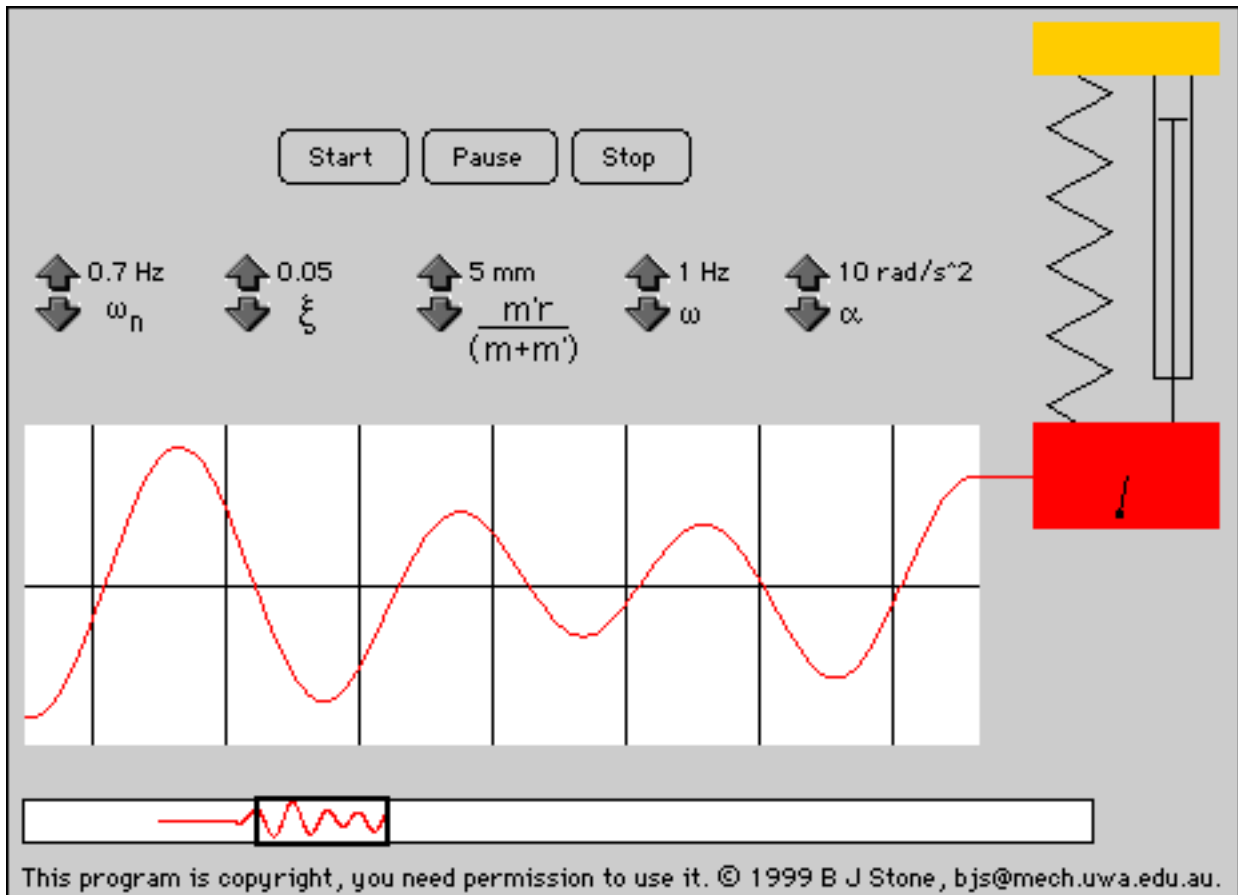 Start Pause Stop
0.7 Hz 0.05 5 mm 1 Hz 10 rad/s^2
ωn ξ m'r/(m+m') ω α
This program is copyright, you need permission to use it. © 1999 B J Stone, bjs@mech.uwa.edu.au.